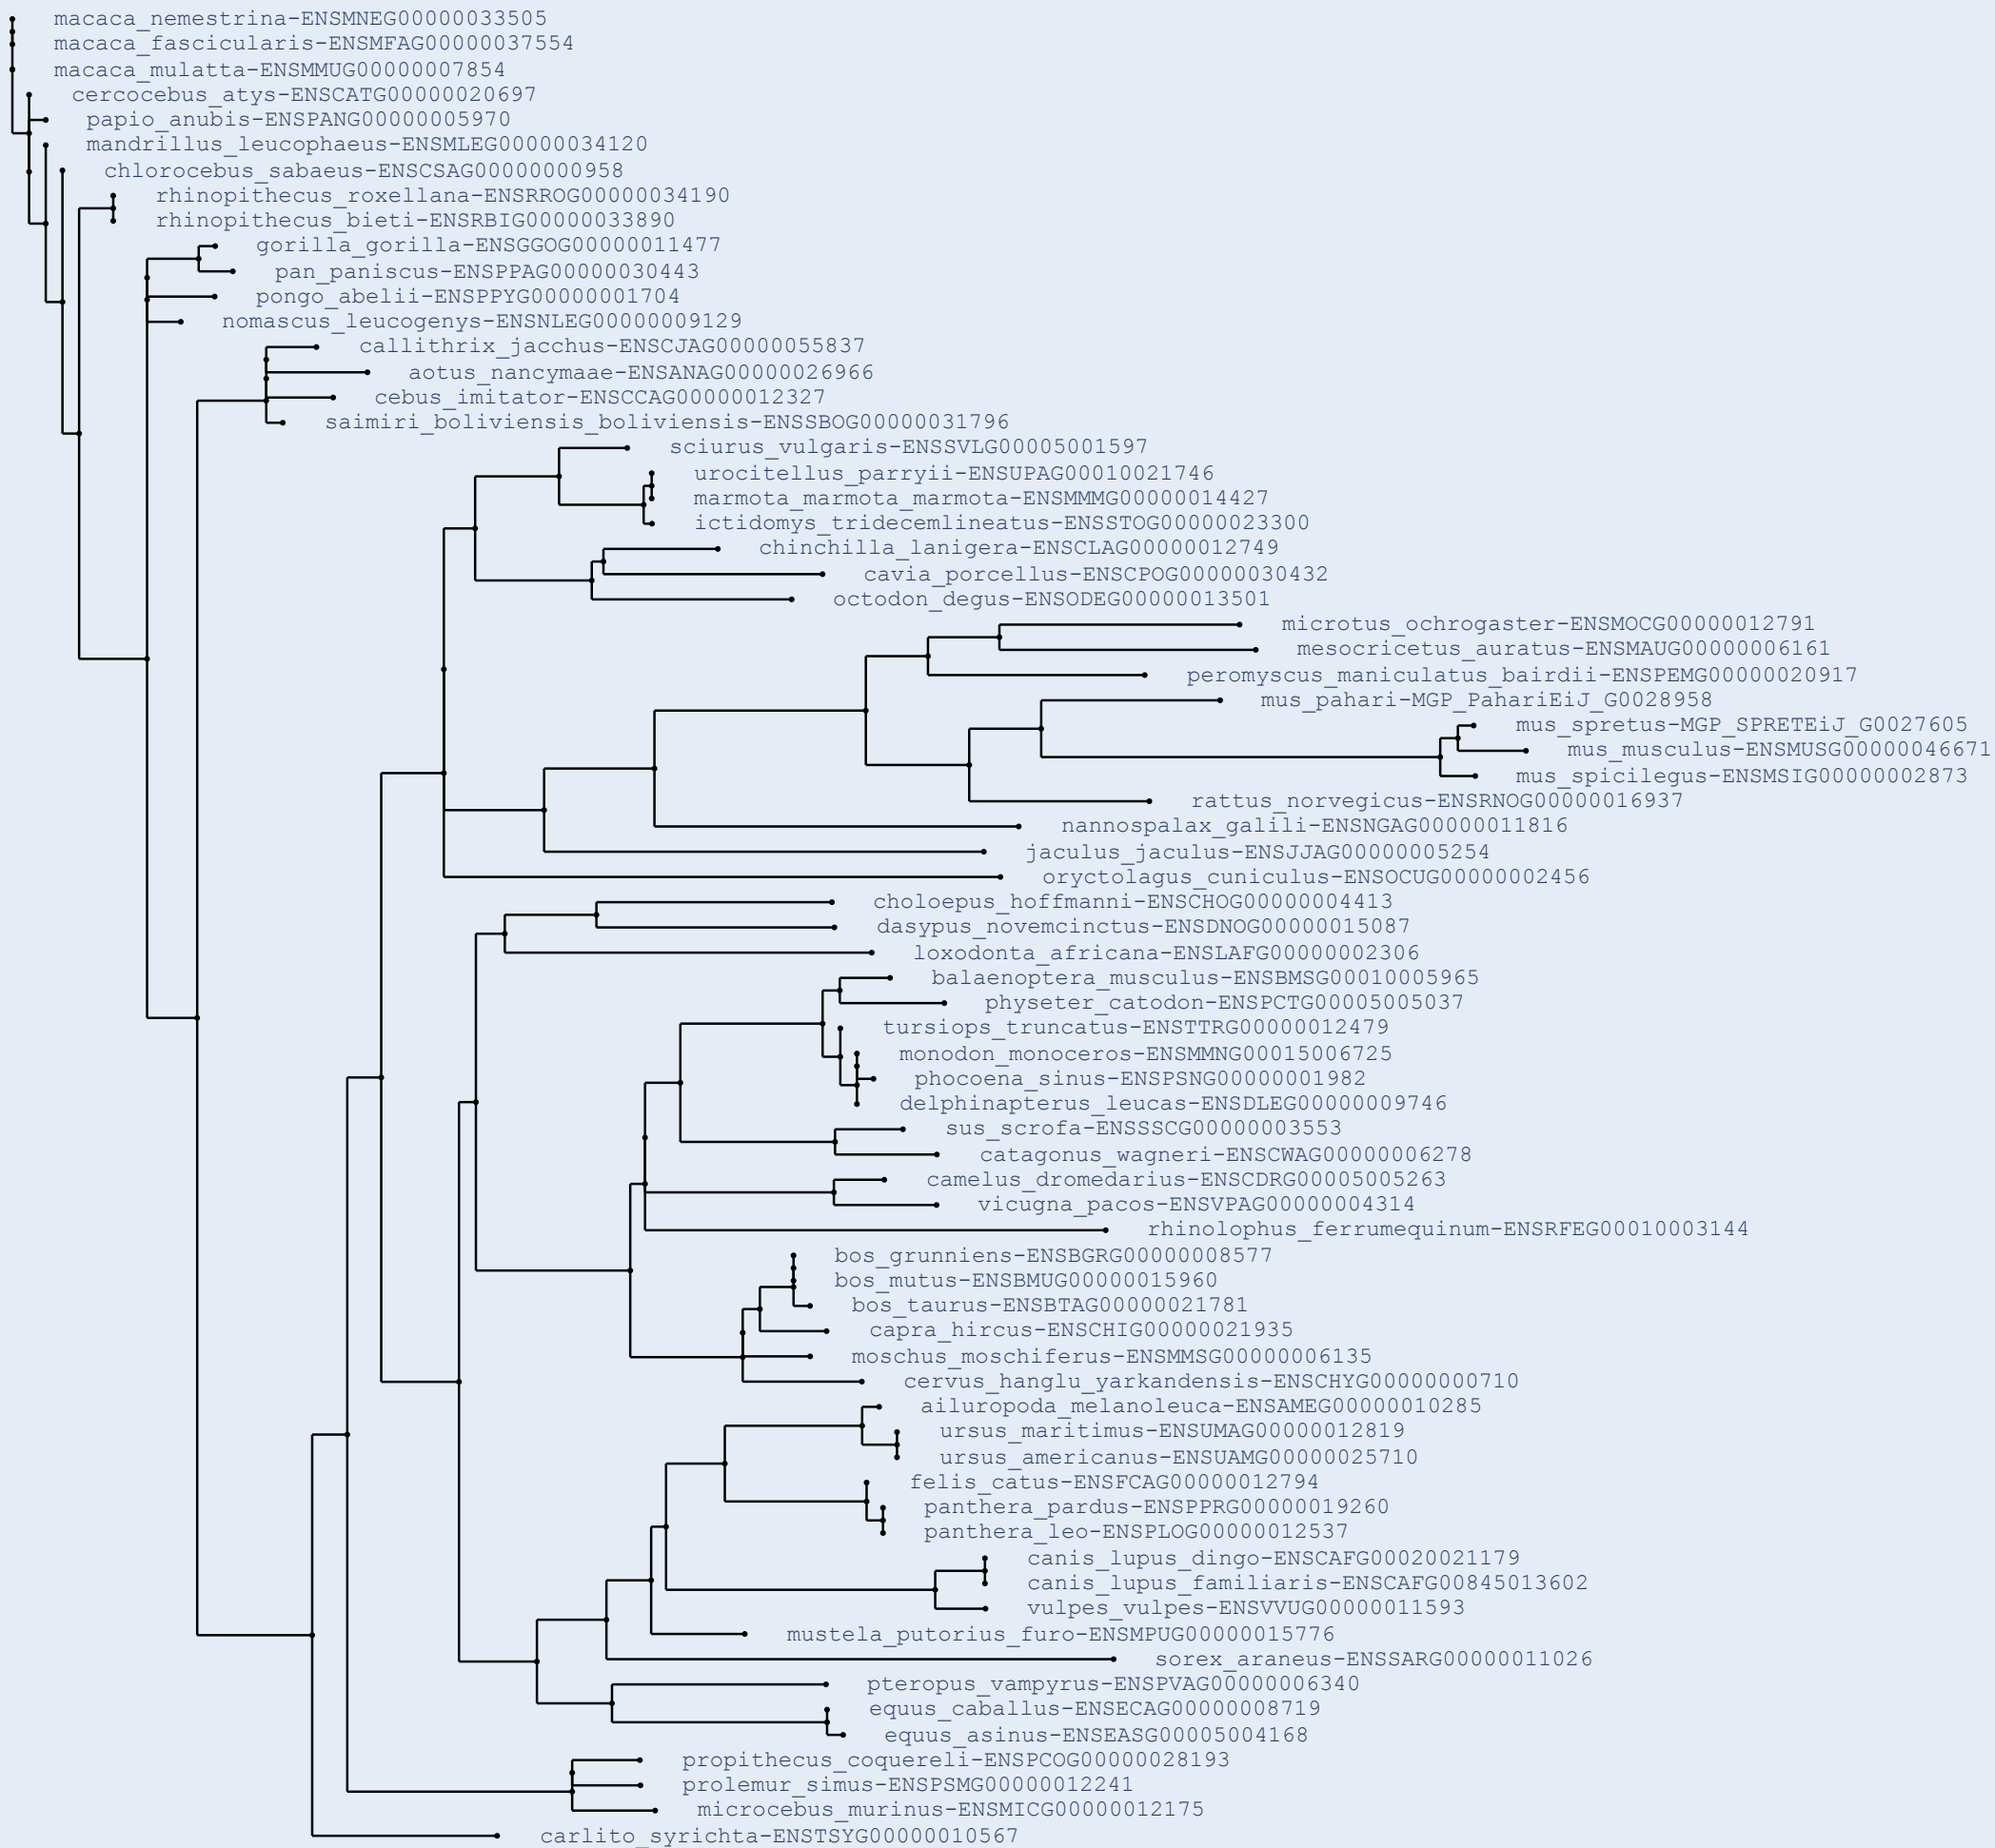 macaca_nemestrina-ENSMNEG00000033505
macaca_fascicularis-ENSMFAG00000037554
macaca_mulatta-ENSMMUG00000007854
cercocebus_atys-ENSCATG00000020697
papio_anubis-ENSPANG00000005970
mandrillus_leucophaeus-ENSMLEG00000034120
chlorocebus_sabaeus-ENSCSAG00000000958
rhinopithecus_roxellana-ENSRROG00000034190
rhinopithecus_bieti-ENSRBIG00000033890
gorilla_gorilla-ENSGGOG00000011477
pan_paniscus-ENSPPAG00000030443
pongo_abelii-ENSPPYG00000001704
nomascus_leucogenys-ENSNLEG00000009129
callithrix_jacchus-ENSCJAG00000055837
aotus_nancymaae-ENSANAG00000026966
cebus_imitator-ENSCCAG00000012327
saimiri_boliviensis_boliviensis-ENSSBOG00000031796
sciurus_vulgaris-ENSSVLG00005001597
urocitellus_parryii-ENSUPAG00010021746
marmota_marmota_marmota-ENSMMMG00000014427
ictidomys_tridecemlineatus-ENSSTOG00000023300
chinchilla_lanigera-ENSCLAG00000012749
cavia_porcellus-ENSCPOG00000030432
octodon_degus-ENSODEG00000013501
microtus_ochrogaster-ENSMOCG00000012791
mesocricetus_auratus-ENSMAUG00000006161
peromyscus_maniculatus_bairdii-ENSPEMG00000020917
mus_pahari-MGP_PahariEiJ_G0028958
mus_spretus-MGP_SPRETEiJ_G0027605
mus_musculus-ENSMUSG00000046671
mus_spicilegus-ENSMSIG00000002873
rattus_norvegicus-ENSRNOG00000016937
nannospalax_galili-ENSNGAG00000011816
jaculus_jaculus-ENSJJAG00000005254
oryctolagus_cuniculus-ENSOCUG00000002456
choloepus_hoffmanni-ENSCHOG00000004413
dasypus_novemcinctus-ENSDNOG00000015087
loxodonta_africana-ENSLAFG00000002306
balaenoptera_musculus-ENSBMSG00010005965
physeter_catodon-ENSPCTG00005005037
tursiops_truncatus-ENSTTRG00000012479
monodon_monoceros-ENSMMNG00015006725
phocoena_sinus-ENSPSNG00000001982
delphinapterus_leucas-ENSDLEG00000009746
sus_scrofa-ENSSSCG00000003553
catagonus_wagneri-ENSCWAG00000006278
camelus_dromedarius-ENSCDRG00005005263
vicugna_pacos-ENSVPAG00000004314
rhinolophus_ferrumequinum-ENSRFEG00010003144
bos_grunniens-ENSBGRG00000008577
bos_mutus-ENSBMUG00000015960
bos_taurus-ENSBTAG00000021781
capra_hircus-ENSCHIG00000021935
moschus_moschiferus-ENSMMSG00000006135
cervus_hanglu_yarkandensis-ENSCHYG00000000710
ailuropoda_melanoleuca-ENSAMEG00000010285
ursus_maritimus-ENSUMAG00000012819
ursus_americanus-ENSUAMG00000025710
felis_catus-ENSFCAG00000012794
panthera_pardus-ENSPPRG00000019260
panthera_leo-ENSPLOG00000012537
canis_lupus_dingo-ENSCAFG00020021179
canis_lupus_familiaris-ENSCAFG00845013602
vulpes_vulpes-ENSVVUG00000011593
mustela_putorius_furo-ENSMPUG00000015776
sorex_araneus-ENSSARG00000011026
pteropus_vampyrus-ENSPVAG00000006340
equus_caballus-ENSECAG00000008719
equus_asinus-ENSEASG00005004168
propithecus_coquereli-ENSPCOG00000028193
prolemur_simus-ENSPSMG00000012241
microcebus_murinus-ENSMICG00000012175
carlito_syrichta-ENSTSYG00000010567